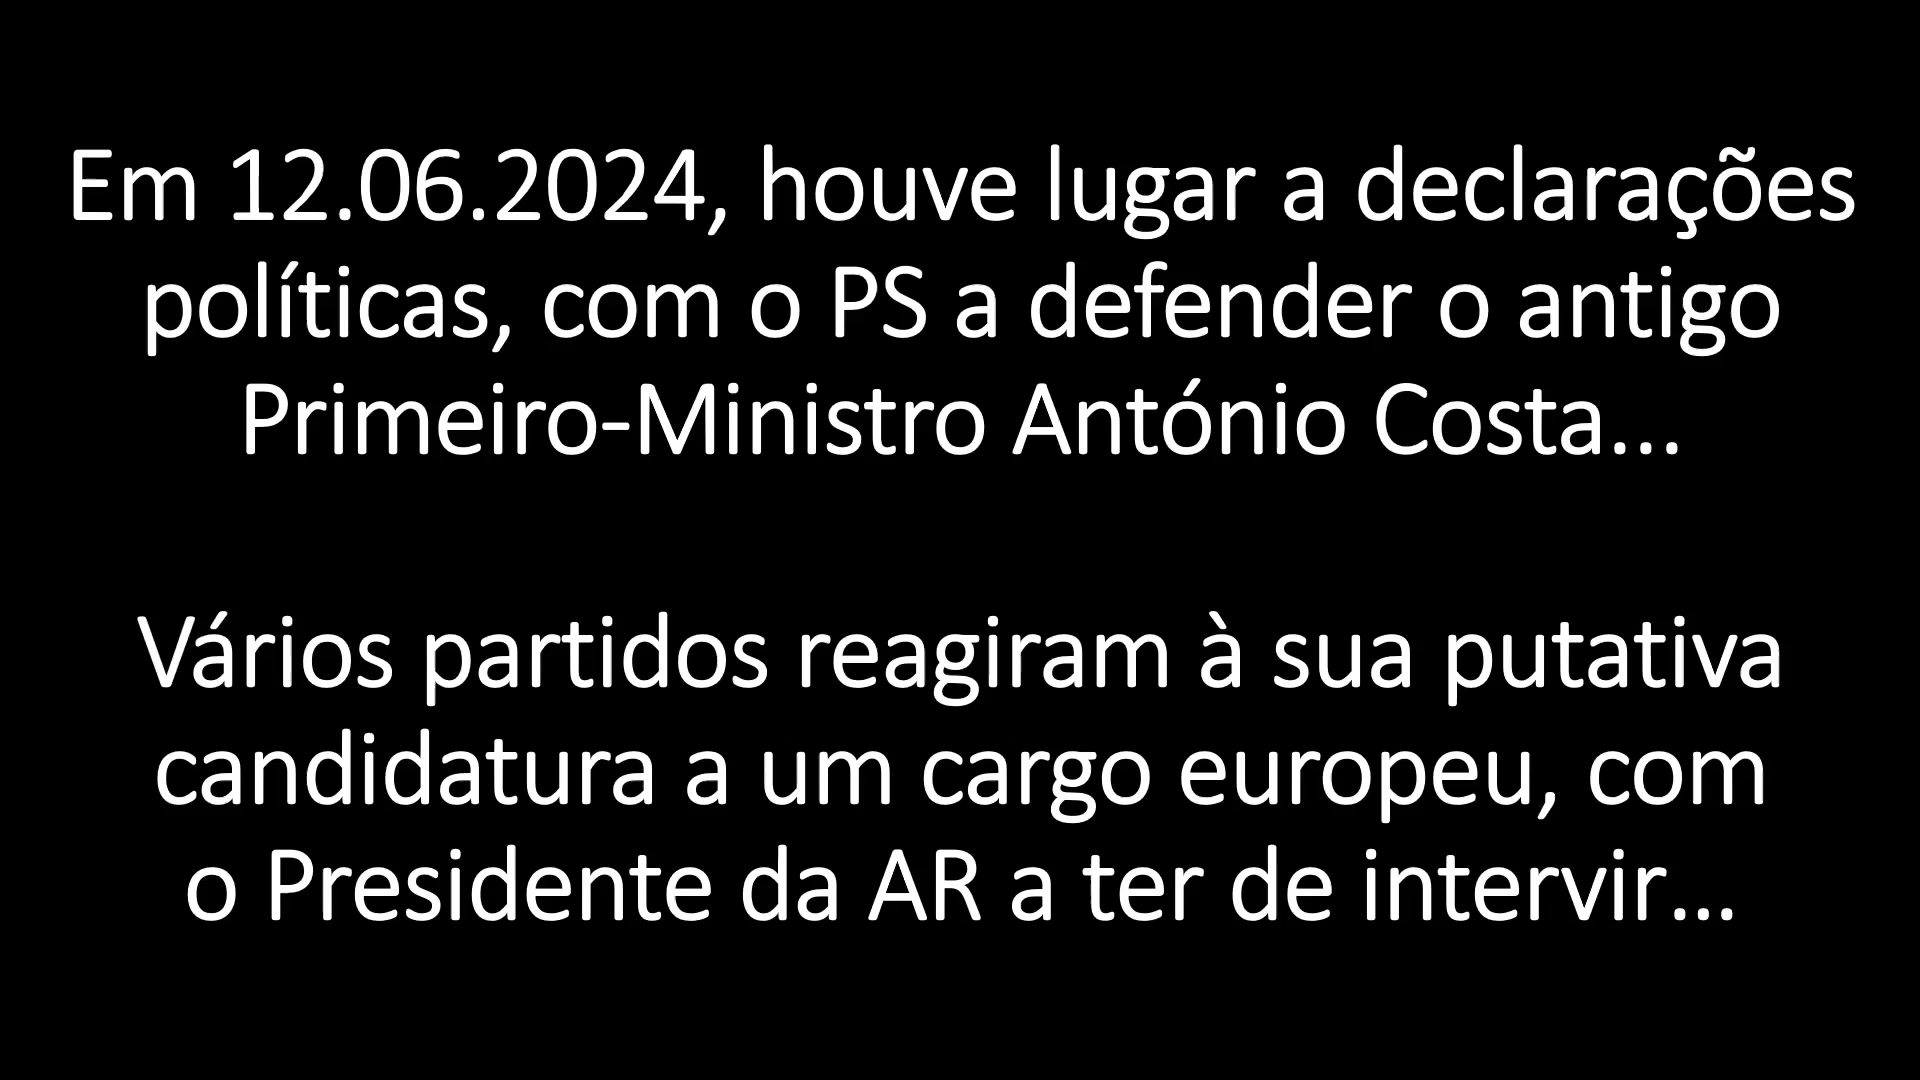 Em 12.06.2024, houve lugar a declarações
políticas, com o PS a defender o antigo
Primeiro-Ministro António Costa...
Vários partidos reagiram à sua putativa
candidatura a um cargo europeu, com
o Presidente da AR a ter de intervir...